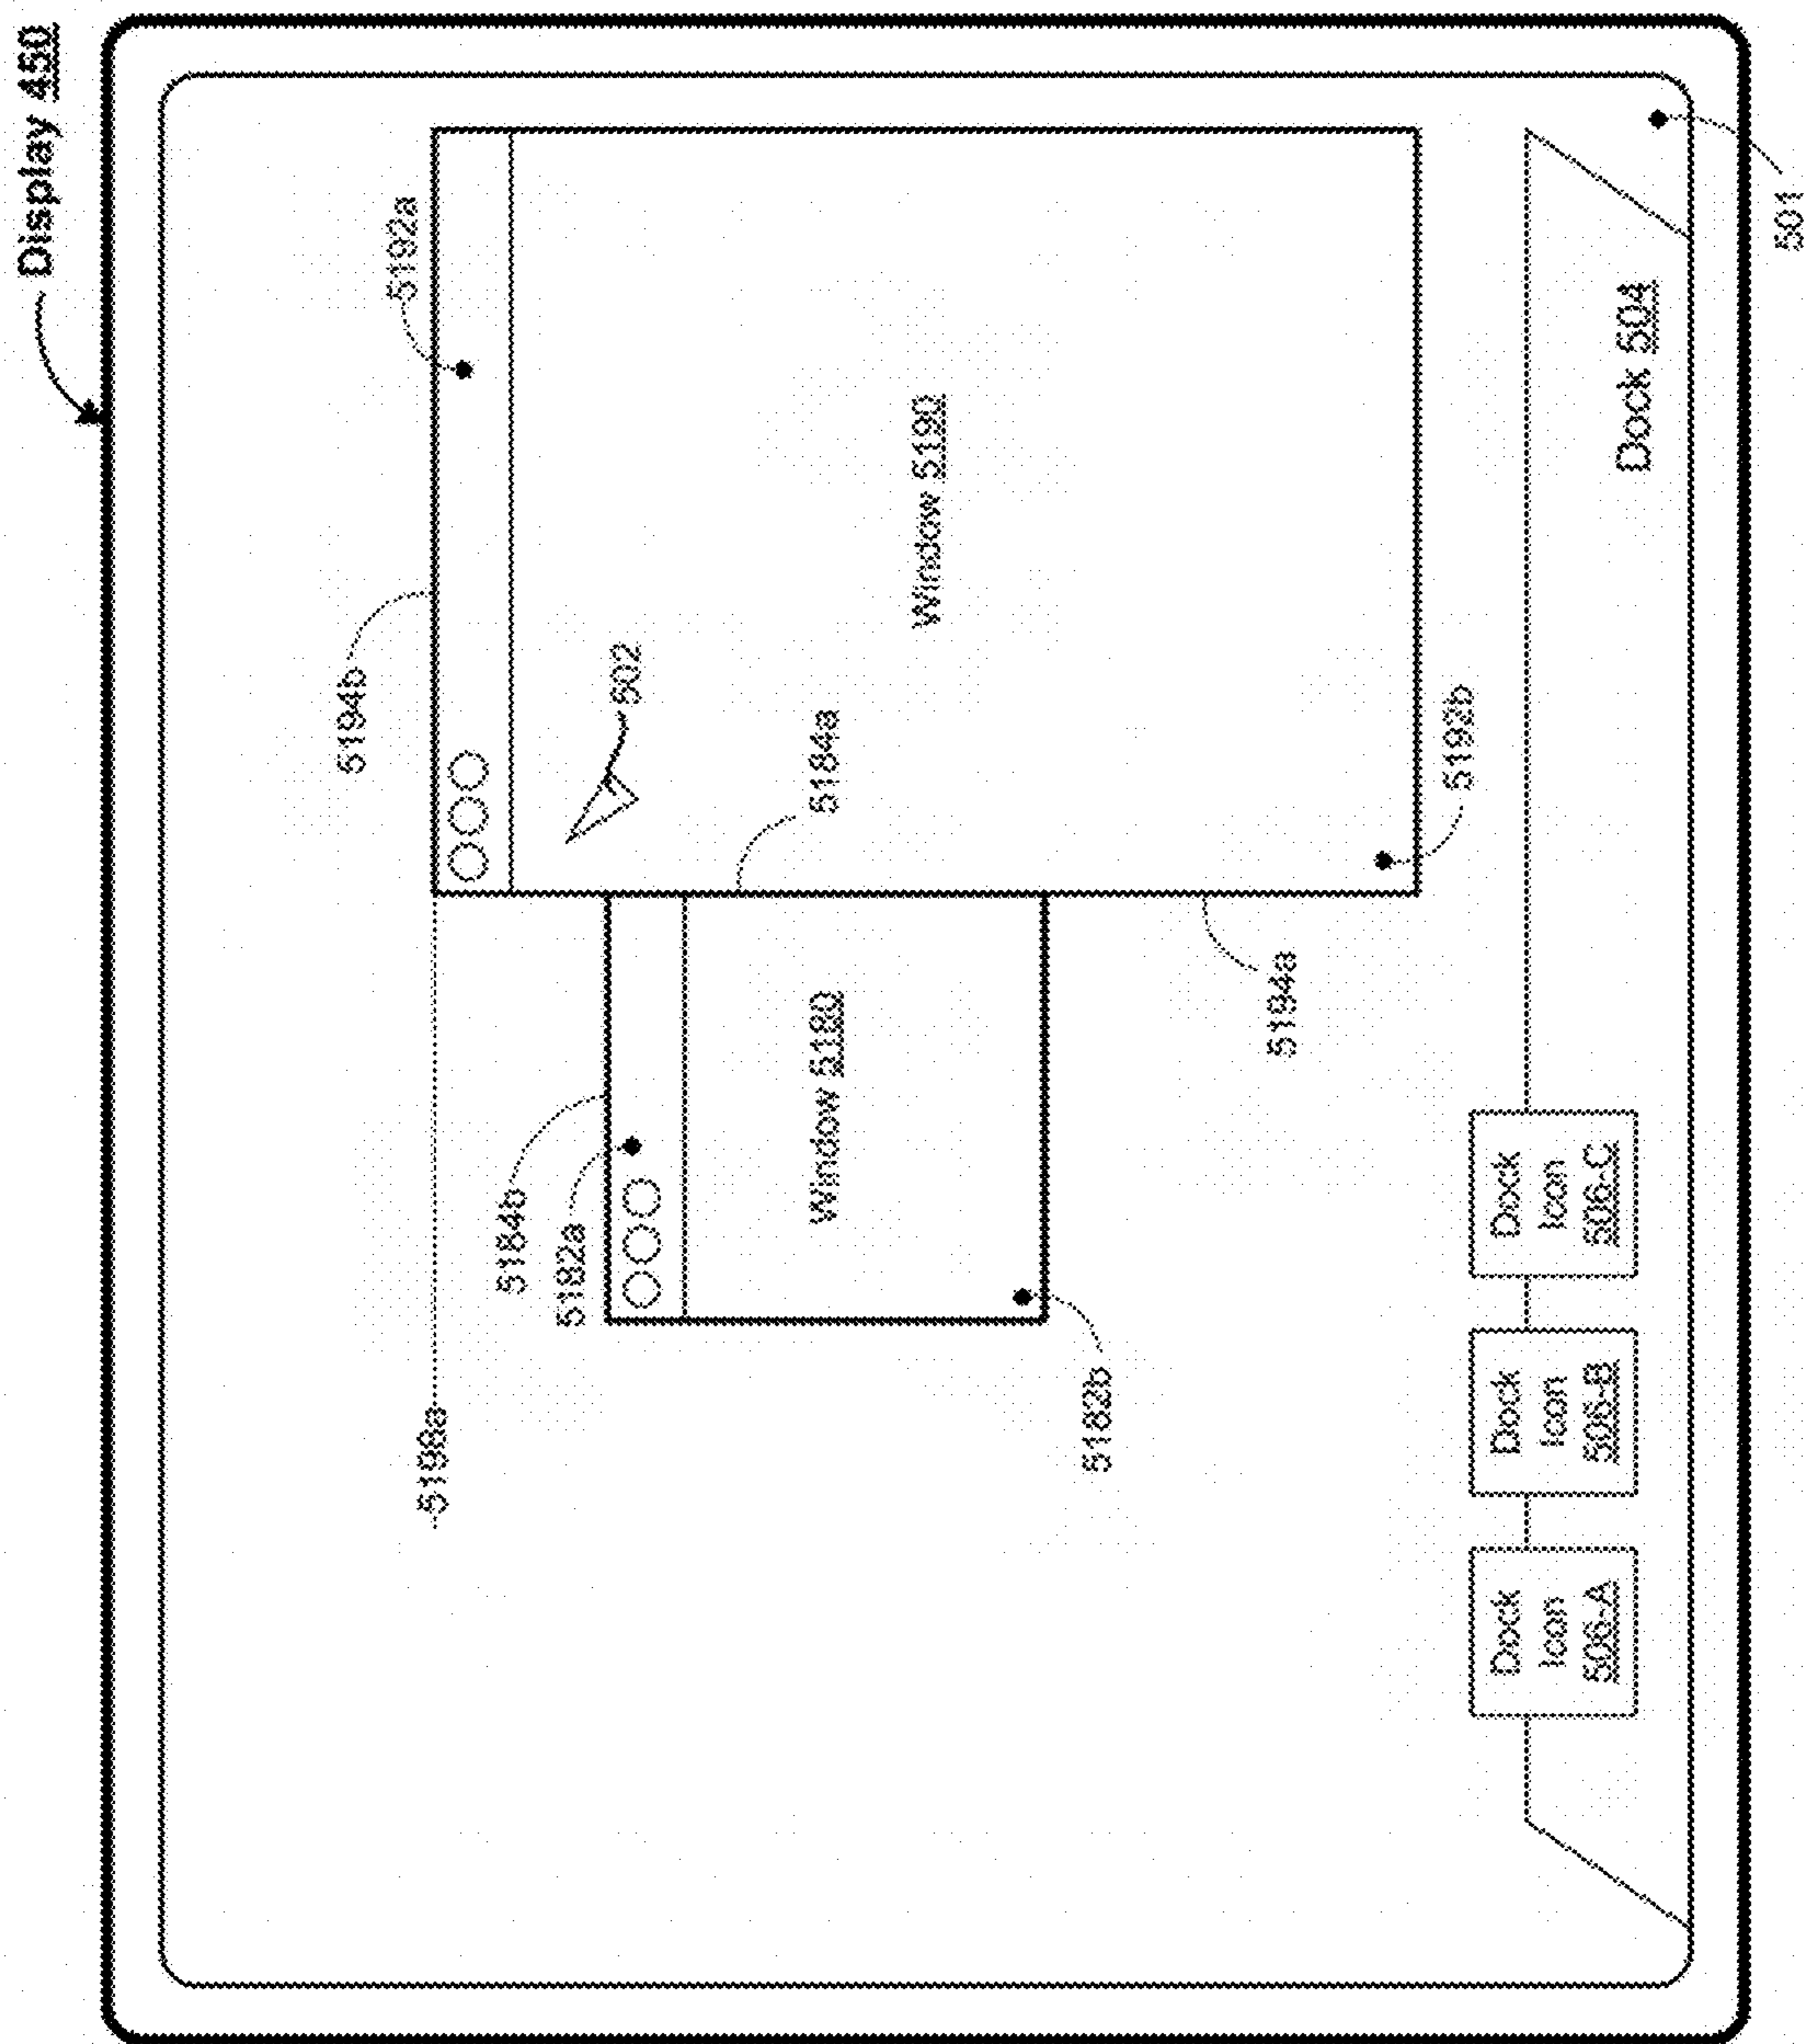 Display 450
5192a
5194b
Window 5190
502
5184a
5192b
5194a
5198a
5184b
5182a
Window 5180
5182b
Dock 504
501
Dock
Icon
506-A
Dock
Icon
506-B
Dock
Icon
506-C